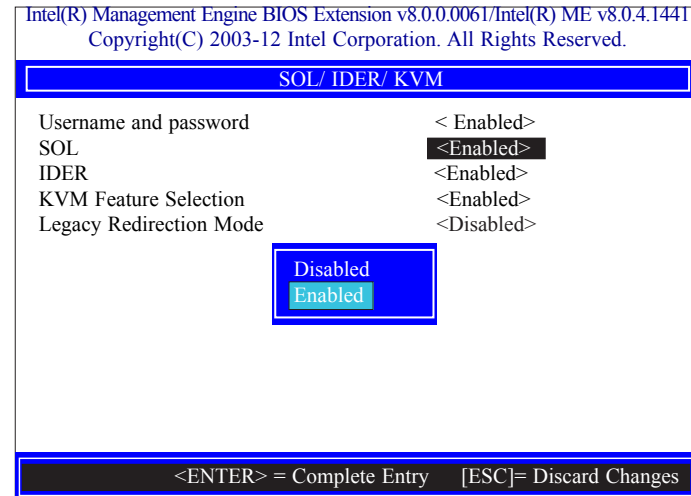 Intel(R) Management Engine BIOS Extension v8.0.0.0061/Intel(R) ME v8.0.4.1441
Copyright(C) 2003-12 Intel Corporation. All Rights Reserved.
SOL/ IDER/ KVM
Username and password < Enabled>
SOL <Enabled>
IDER <Enabled>
KVM Feature Selection <Enabled>
Legacy Redirection Mode <Disabled>
Disabled
Enabled
<ENTER> = Complete Entry [ESC]= Discard Changes